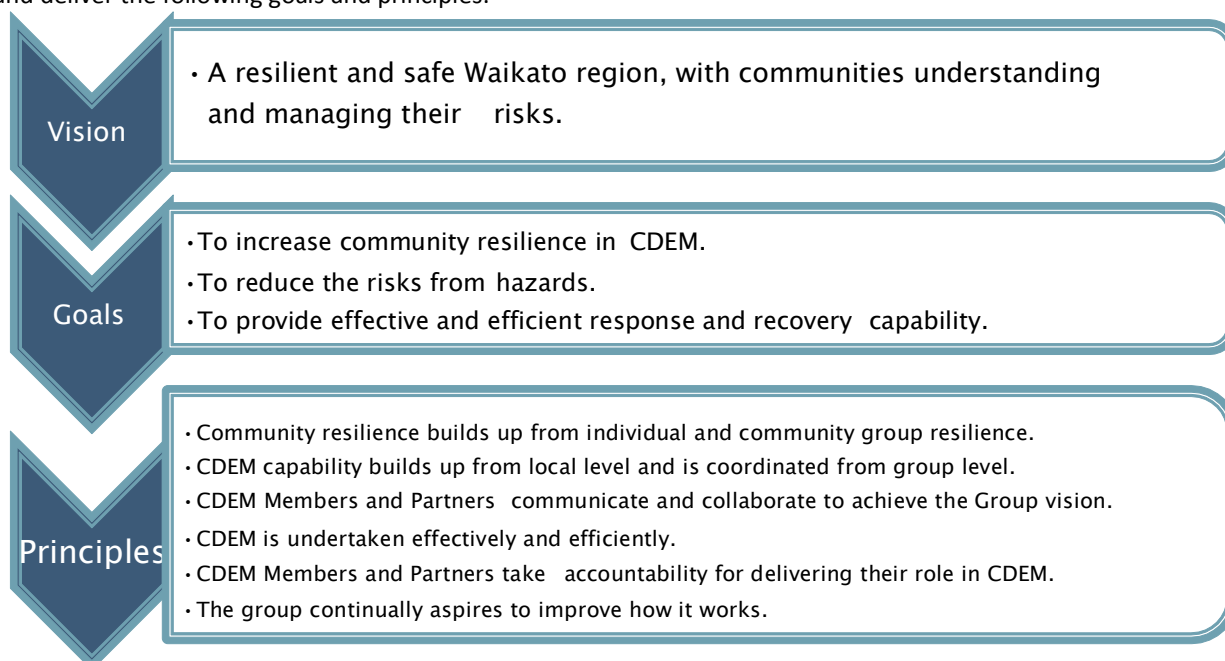 and deliver the following goals and principles:
Vision
• A resilient and safe Waikato region, with communities understanding
and managing their risks.
Goals
• To increase community resilience in CDEM.
• To reduce the risks from hazards.
• To provide effective and efficient response and recovery capability.
Principles
• Community resilience builds up from individual and community group resilience.
• CDEM capability builds up from local level and is coordinated from group level.
• CDEM Members and Partners communicate and collaborate to achieve the Group vision.
• CDEM is undertaken effectively and efficiently.
• CDEM Members and Partners take accountability for delivering their role in CDEM.
• The group continually aspires to improve how it works.